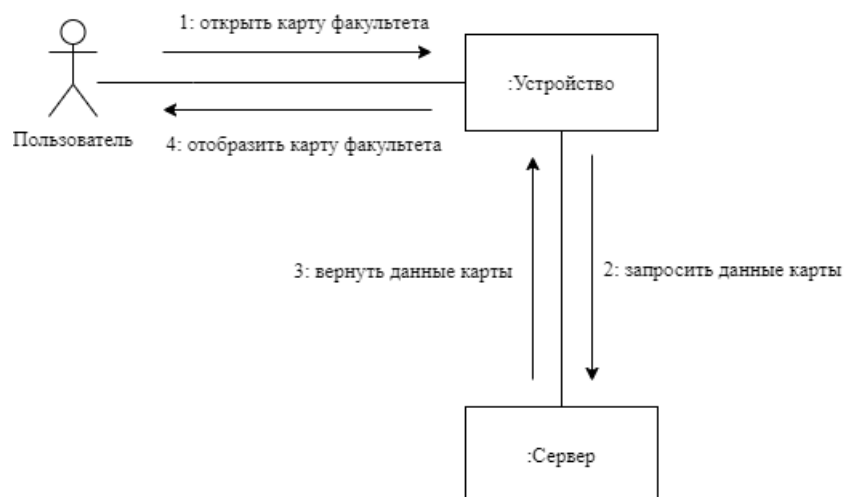 1: открыть карту факультета
:Устройство
Пользователь
4: отобразить карту факультета
3: вернуть данные карты
2: запросить данные карты
:Сервер